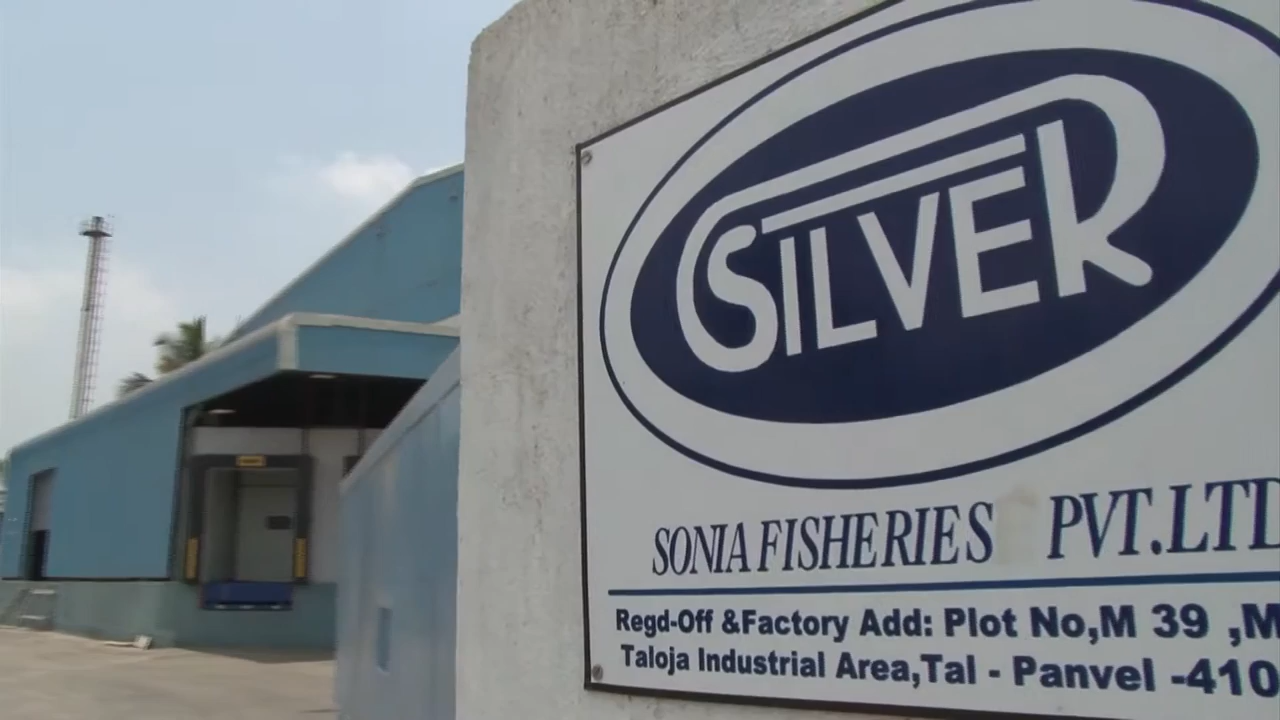 SILVER
SONIA FISHERIES PVT.LTD
Regd-Off &Factory Add: Plot No,M 39 ,M
Taloja Industrial Area,Tal - Panvel -410